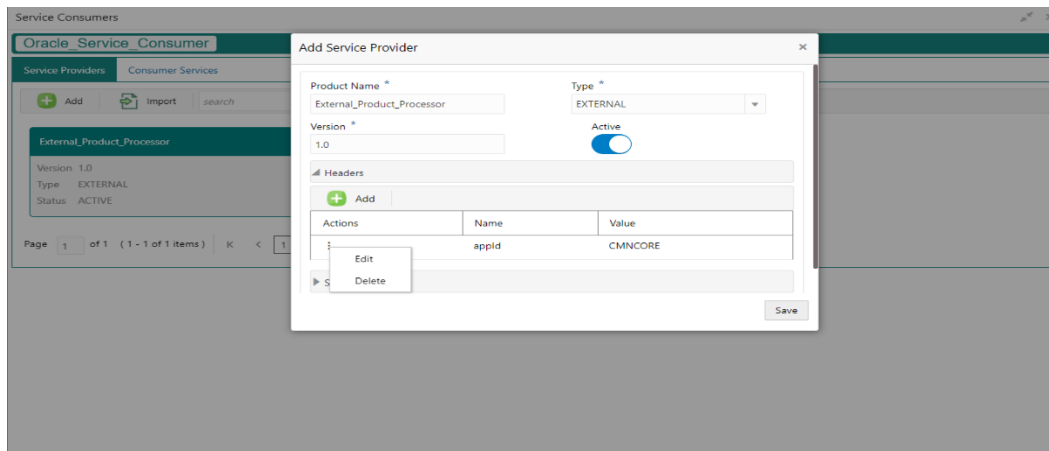 Service Consumers
Oracle_Service_Consumer
Service Providers Consumer Services
Add Import search
External_Product_Processor
Version 1.0
Type EXTERNAL
Status ACTIVE
Page 1 of 1 (1 - 1 of 1 items) K < 1
Add Service Provider ×
Product Name * Type *
External_Product_Processor EXTERNAL
Version * Active
1.0
Headers
Add
Actions Name Value
appId CMNCORE
Edit
Delete
Save